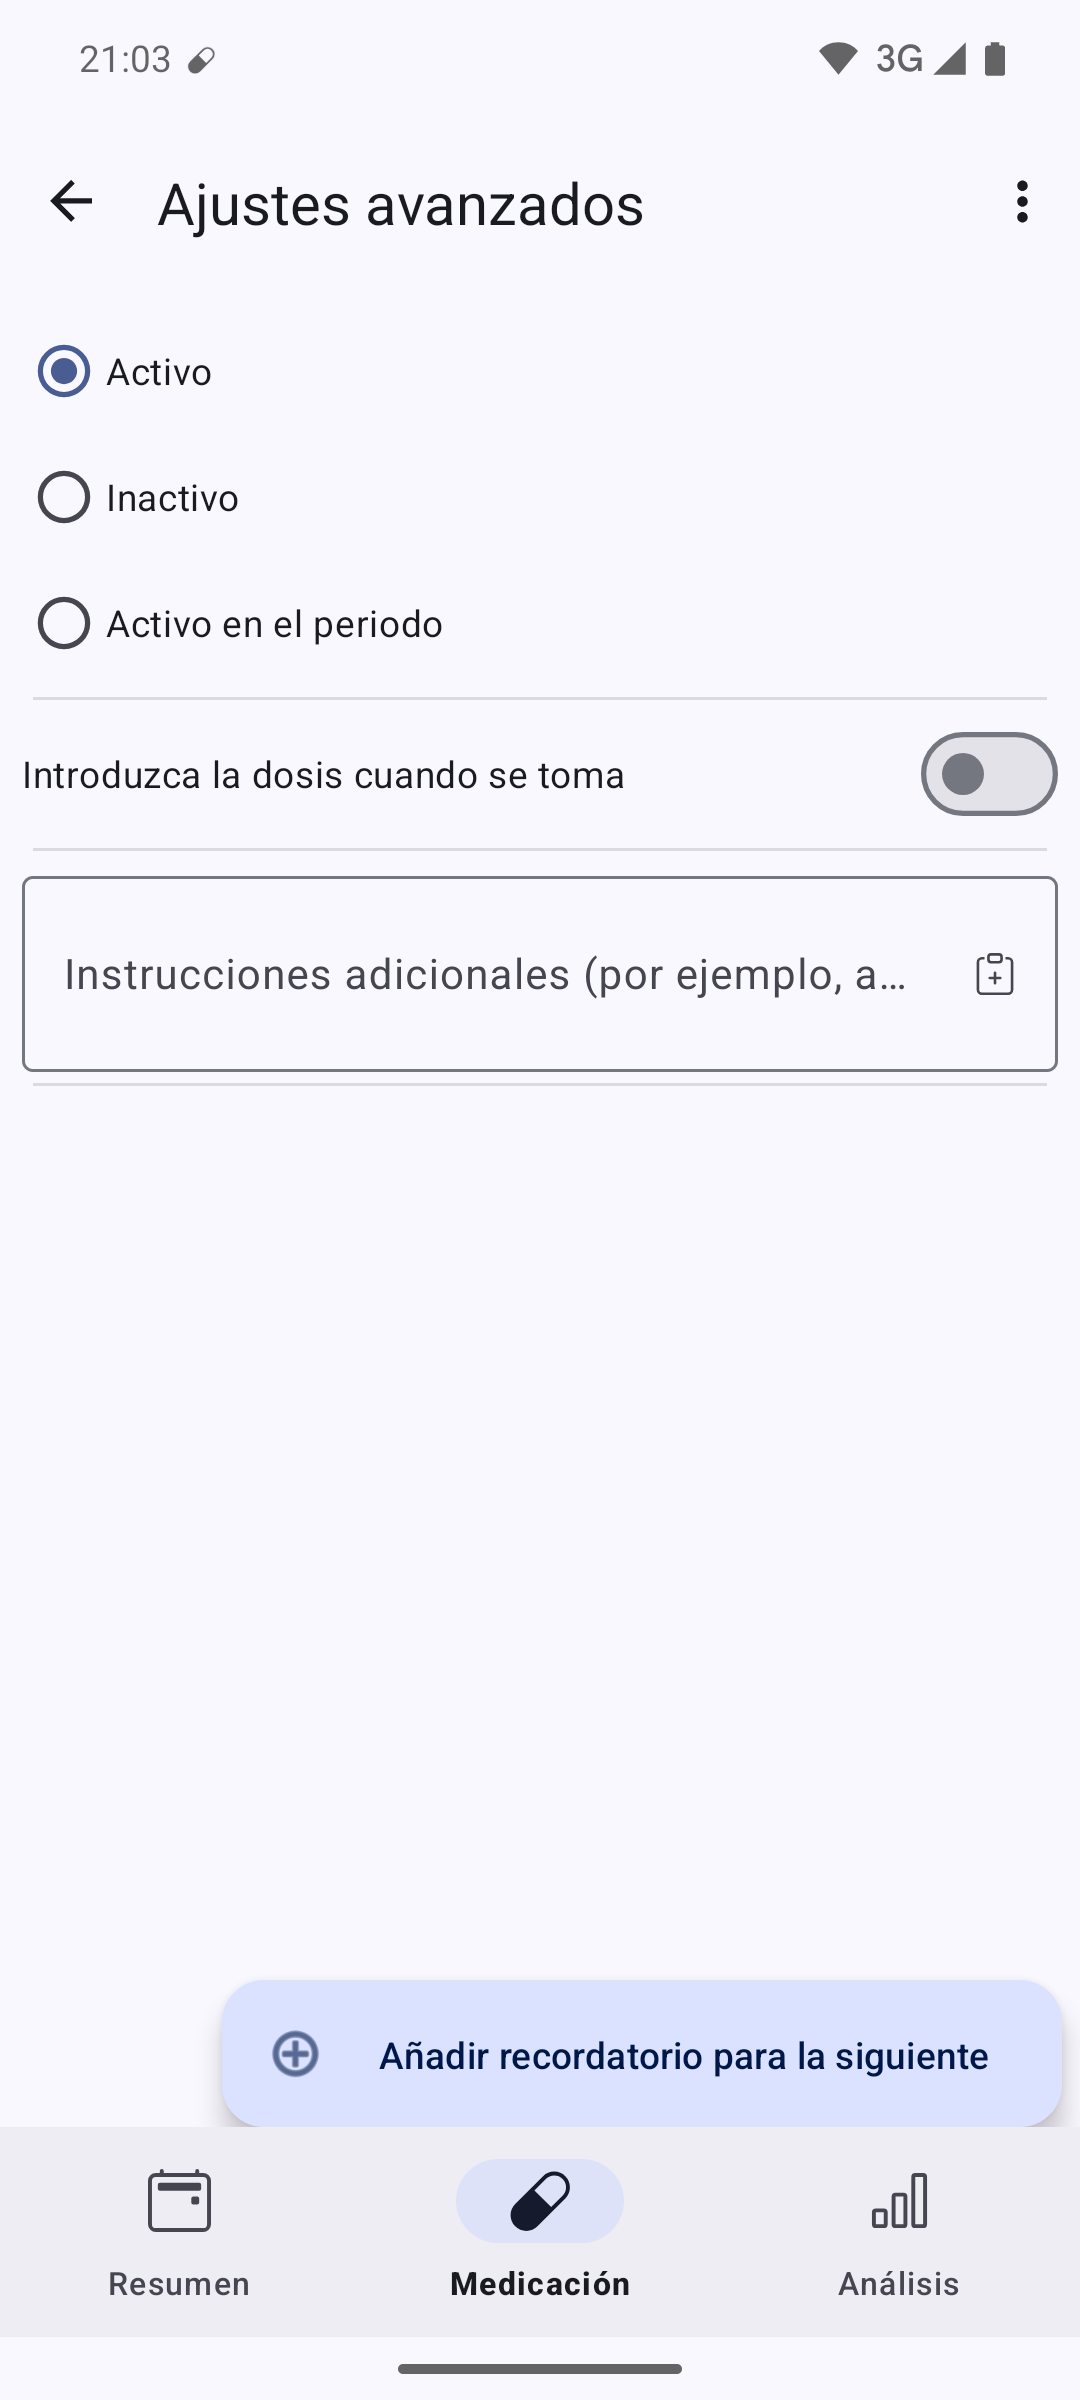 21:03
3G
Ajustes avanzados
Activo
Inactivo
Activo en el periodo
Introduzca la dosis cuando se toma
Instrucciones adicionales (por ejemplo, a…
Añadir recordatorio para la siguiente
Resumen
Medicación
Análisis